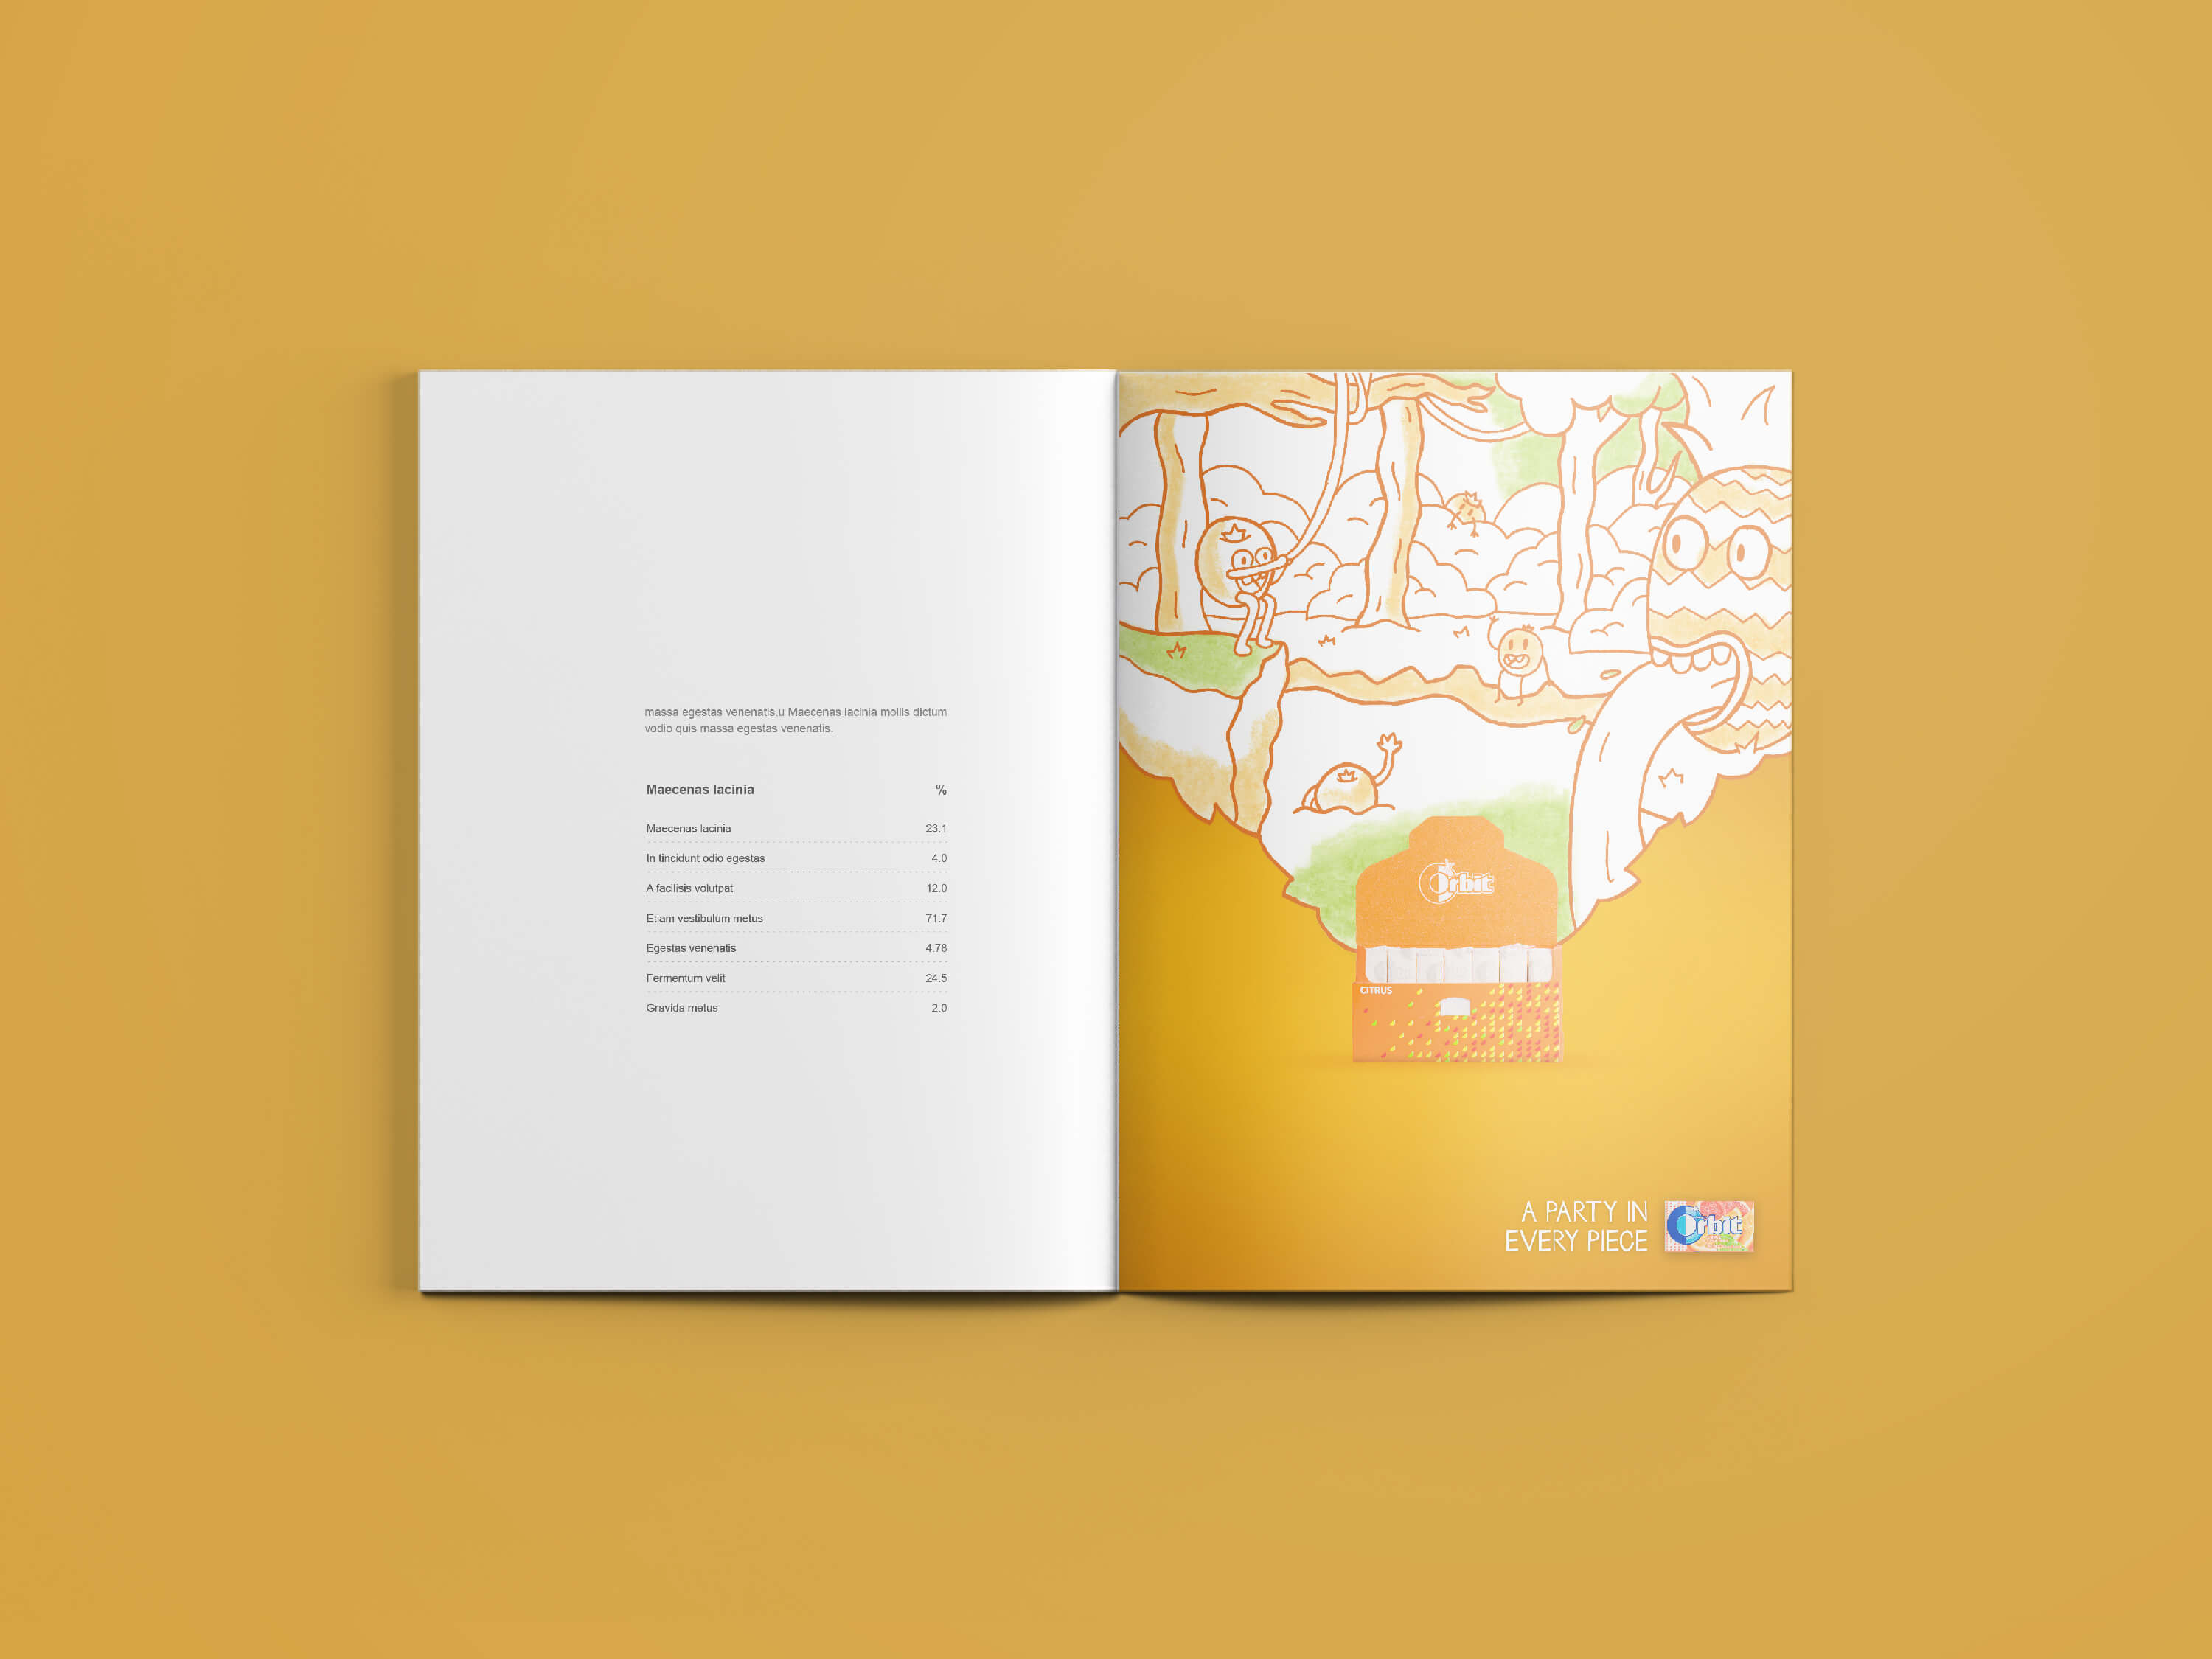 massa egestas venenatis.u Maecenas lacinia mollis dictum
vodio quis massa egestas venenatis.
Maecenas lacinia %
Maecenas lacinia 23.1
In tincidunt odio egestas 4.0
A facilisis volutpat 12.0
Etiam vestibulum metus 71.7
Egestas venenatis 4.78
Fermentum velit 24.5
Gravida metus 2.0
Orbit
CITRUS
A PARTY IN
EVERY PIECE
Orbit